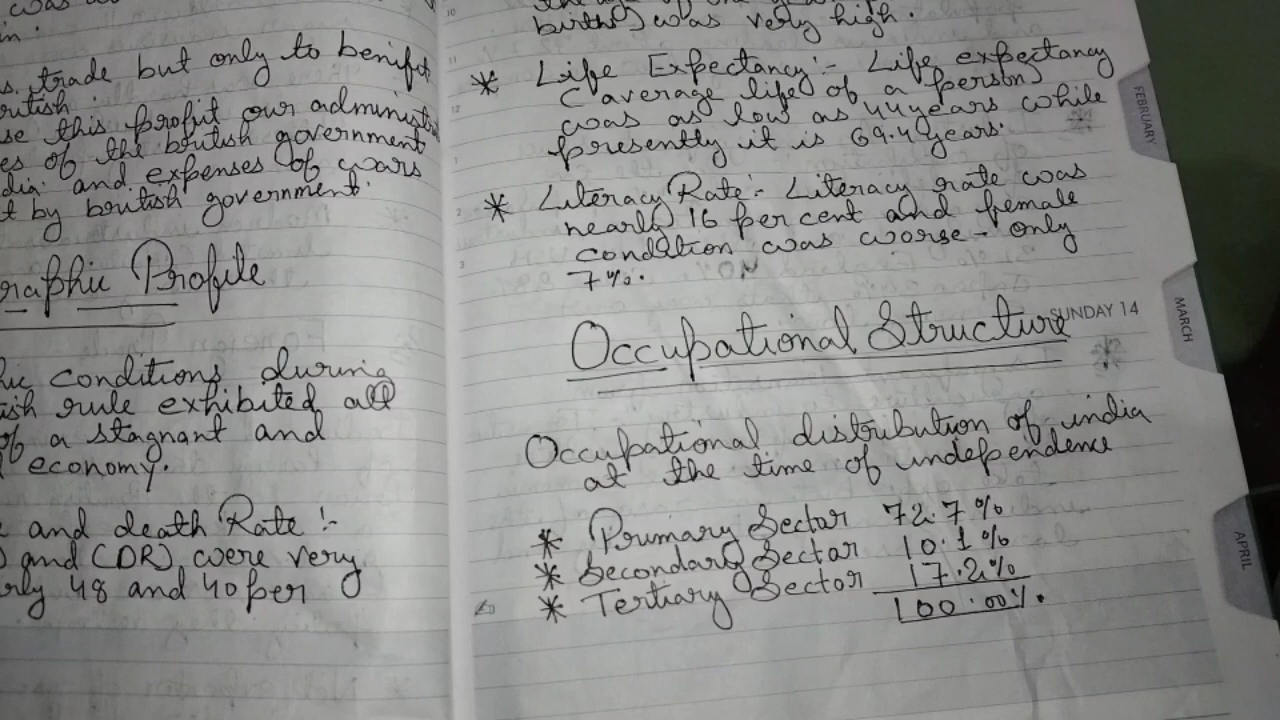 was
in.
s. trade but only to benifit
british.
se this profit our administ
es of the british government
dia. and expenses of wars
t by british government.
raphic Profile
hic conditions during
ish rule exhibited all
of a stagnant and
economy.
and death Rate :-
and (DR) were very
rly 48 and 40 per
birth) was very high.
* Life Expectancy:- Life expectancy
(average life) of a person
was as low as 44 years while
presently it is 69.4 years.
* Literacy Rate:- Literacy rate was
nearly 16 per cent and female
condition was worse - only
7%.
Occupational Structure
SUNDAY 14
Occupational distribution of india
at the time of independence
* Primary Sector 72.7%
* Secondary Sector 10.1%
* Tertiary Sector 17.2%
100.00%.
FEBRUARY
MARCH
APRIL